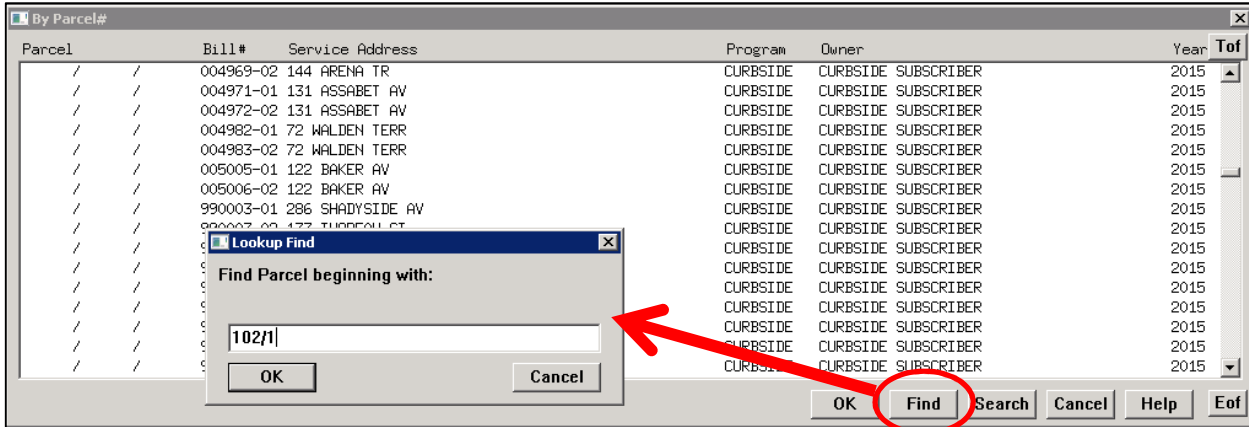 By Parcel#
Parcel Bill# Service Address Program Owner Year Tof
/ / 004969-02 144 ARENA TR CURBSIDE CURBSIDE SUBSCRIBER 2015
/ / 004971-01 131 ASSABET AV CURBSIDE CURBSIDE SUBSCRIBER 2015
/ / 004972-02 131 ASSABET AV CURBSIDE CURBSIDE SUBSCRIBER 2015
/ / 004982-01 72 WALDEN TERR CURBSIDE CURBSIDE SUBSCRIBER 2015
/ / 004983-02 72 WALDEN TERR CURBSIDE CURBSIDE SUBSCRIBER 2015
/ / 005005-01 122 BAKER AV CURBSIDE CURBSIDE SUBSCRIBER 2015
/ / 005006-02 122 BAKER AV CURBSIDE CURBSIDE SUBSCRIBER 2015
/ / 990003-01 286 SHADYSIDE AV CURBSIDE CURBSIDE SUBSCRIBER 2015
/ / CURBSIDE CURBSIDE SUBSCRIBER 2015
/ / CURBSIDE CURBSIDE SUBSCRIBER 2015
/ / CURBSIDE CURBSIDE SUBSCRIBER 2015
/ / CURBSIDE CURBSIDE SUBSCRIBER 2015
/ / CURBSIDE CURBSIDE SUBSCRIBER 2015
/ / CURBSIDE CURBSIDE SUBSCRIBER 2015
/ / CURBSIDE SUBSCRIBER 2015
/ / CURBSIDE SUBSCRIBER 2015
Lookup Find
Find Parcel beginning with:
102/1
OK Cancel
OK Find Search Cancel Help Eof